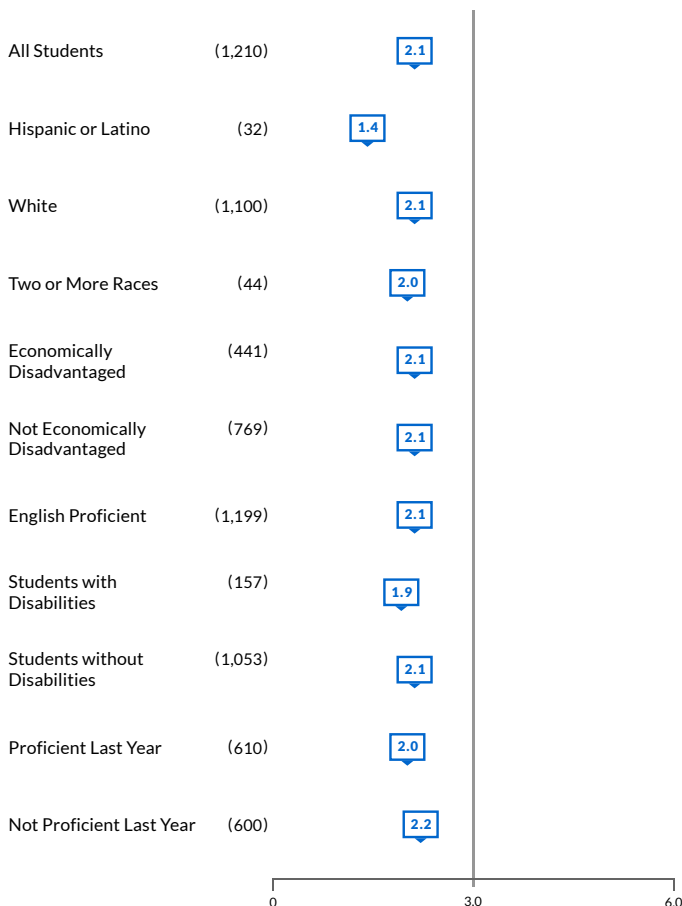 All Students (1,210) 2.1
Hispanic or Latino (32) 1.4
White (1,100) 2.1
Two or More Races (44) 2.0
Economically (441)
Disadvantaged 2.1
Not Economically (769)
Disadvantaged 2.1
English Proficient (1,199) 2.1
Students with (157)
Disabilities 1.9
Students without (1,053)
Disabilities 2.1
Proficient Last Year (610) 2.0
Not Proficient Last Year (600) 2.2
0 3.0 6.0